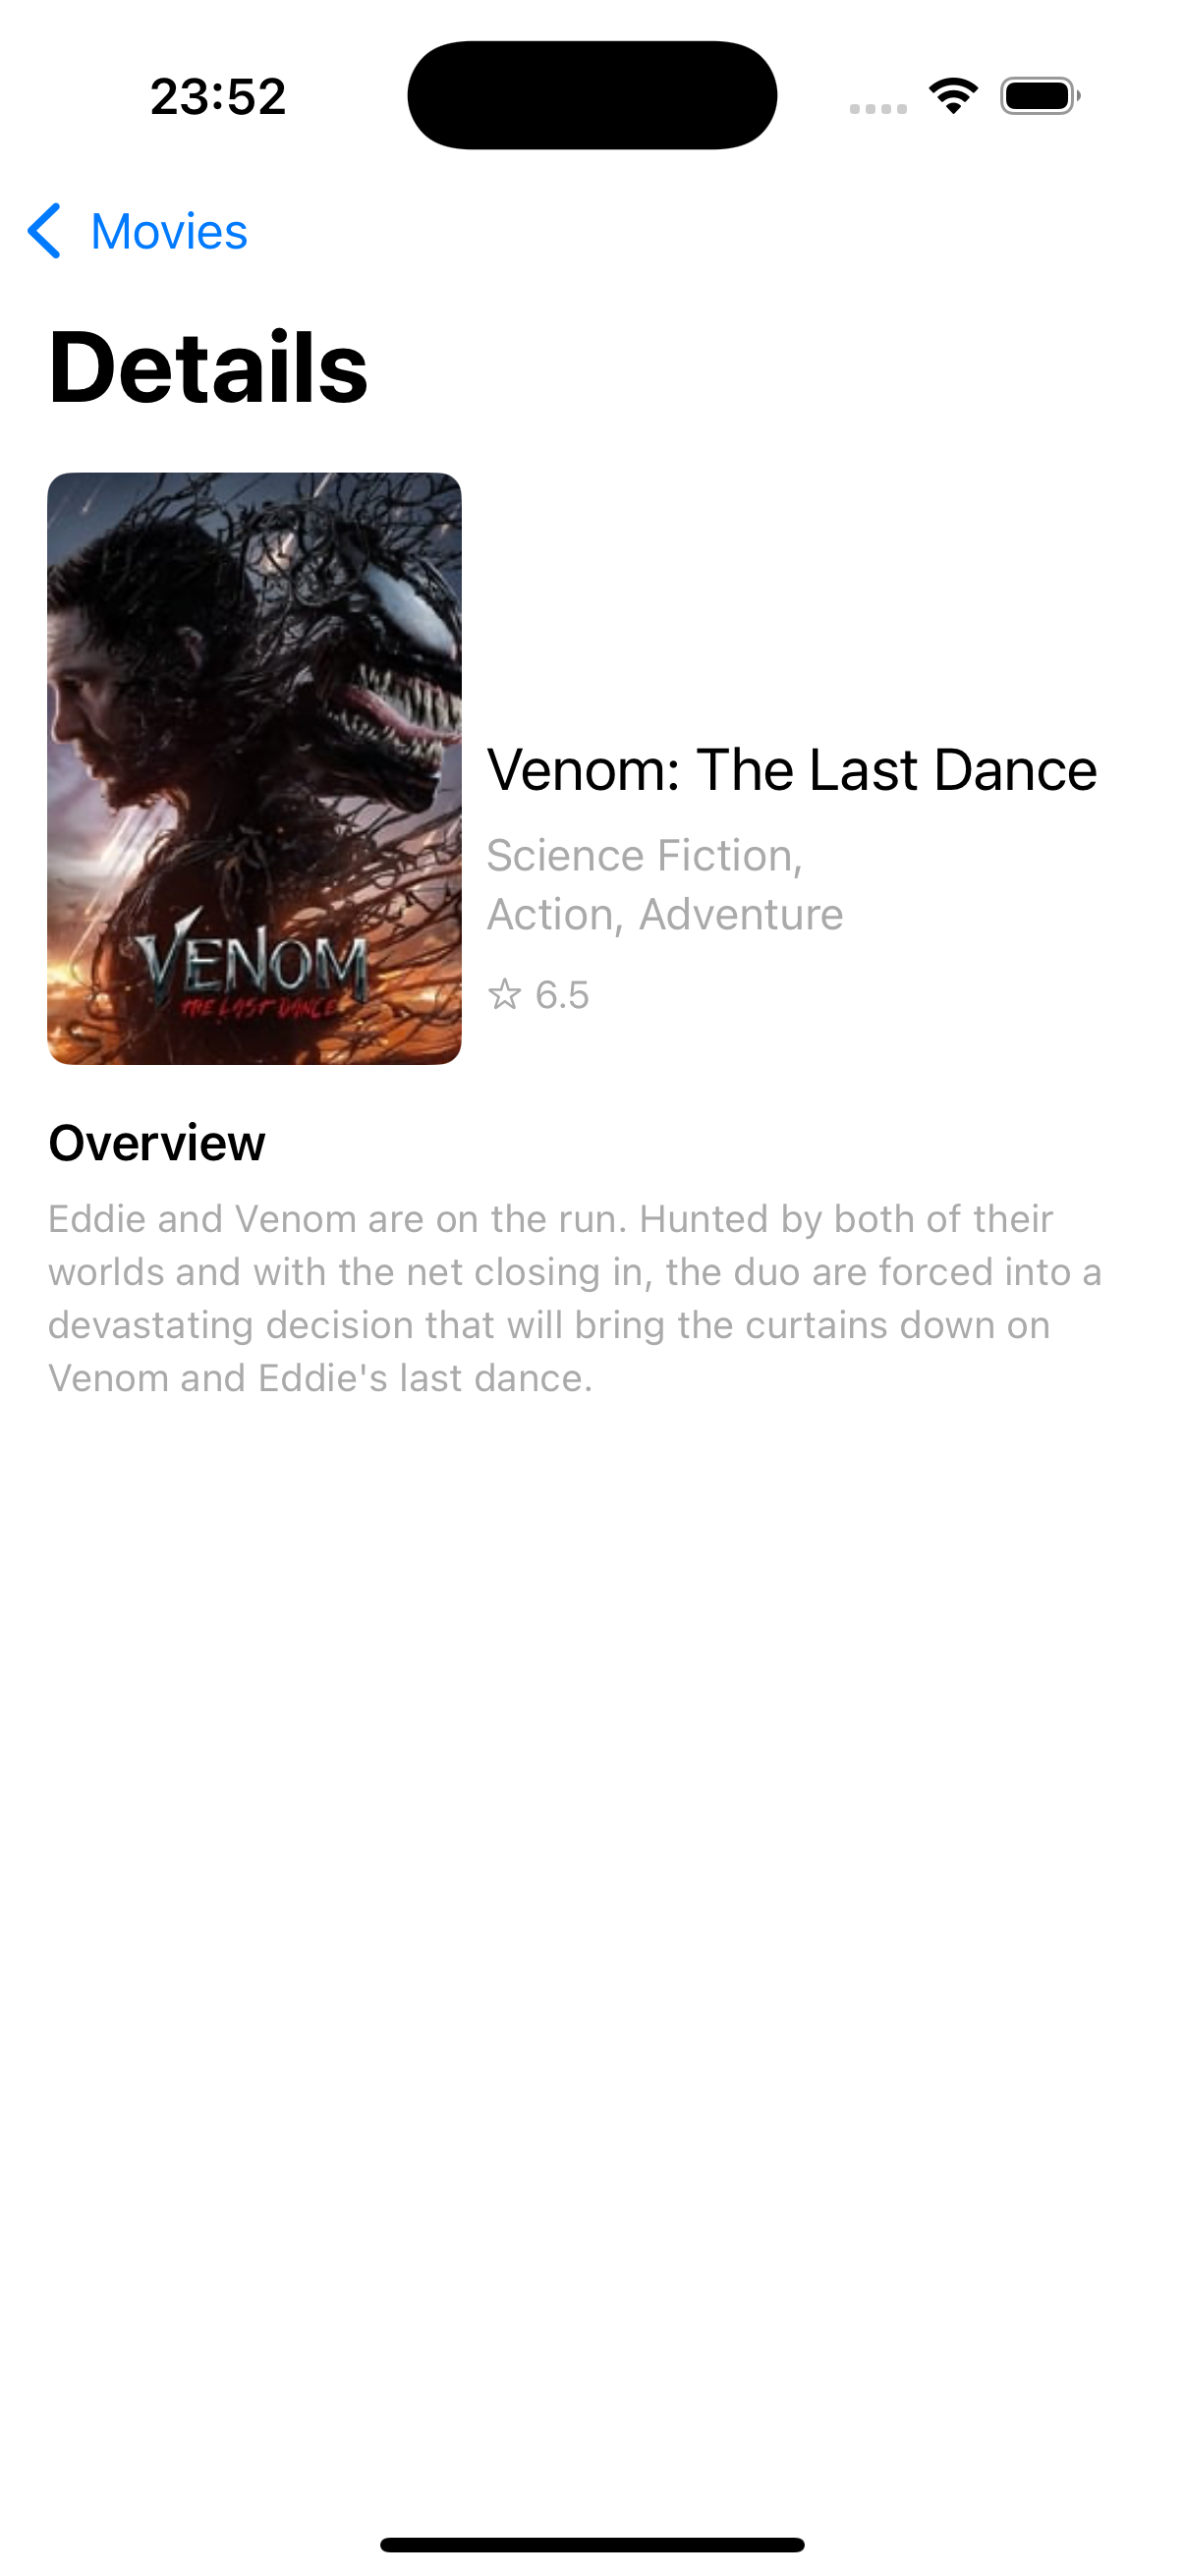 23:52
Movies
Details
VENOM
THE LAST DANCE
Venom: The Last Dance
Science Fiction,
Action, Adventure
6.5
Overview
Eddie and Venom are on the run. Hunted by both of their
worlds and with the net closing in, the duo are forced into a
devastating decision that will bring the curtains down on
Venom and Eddie's last dance.